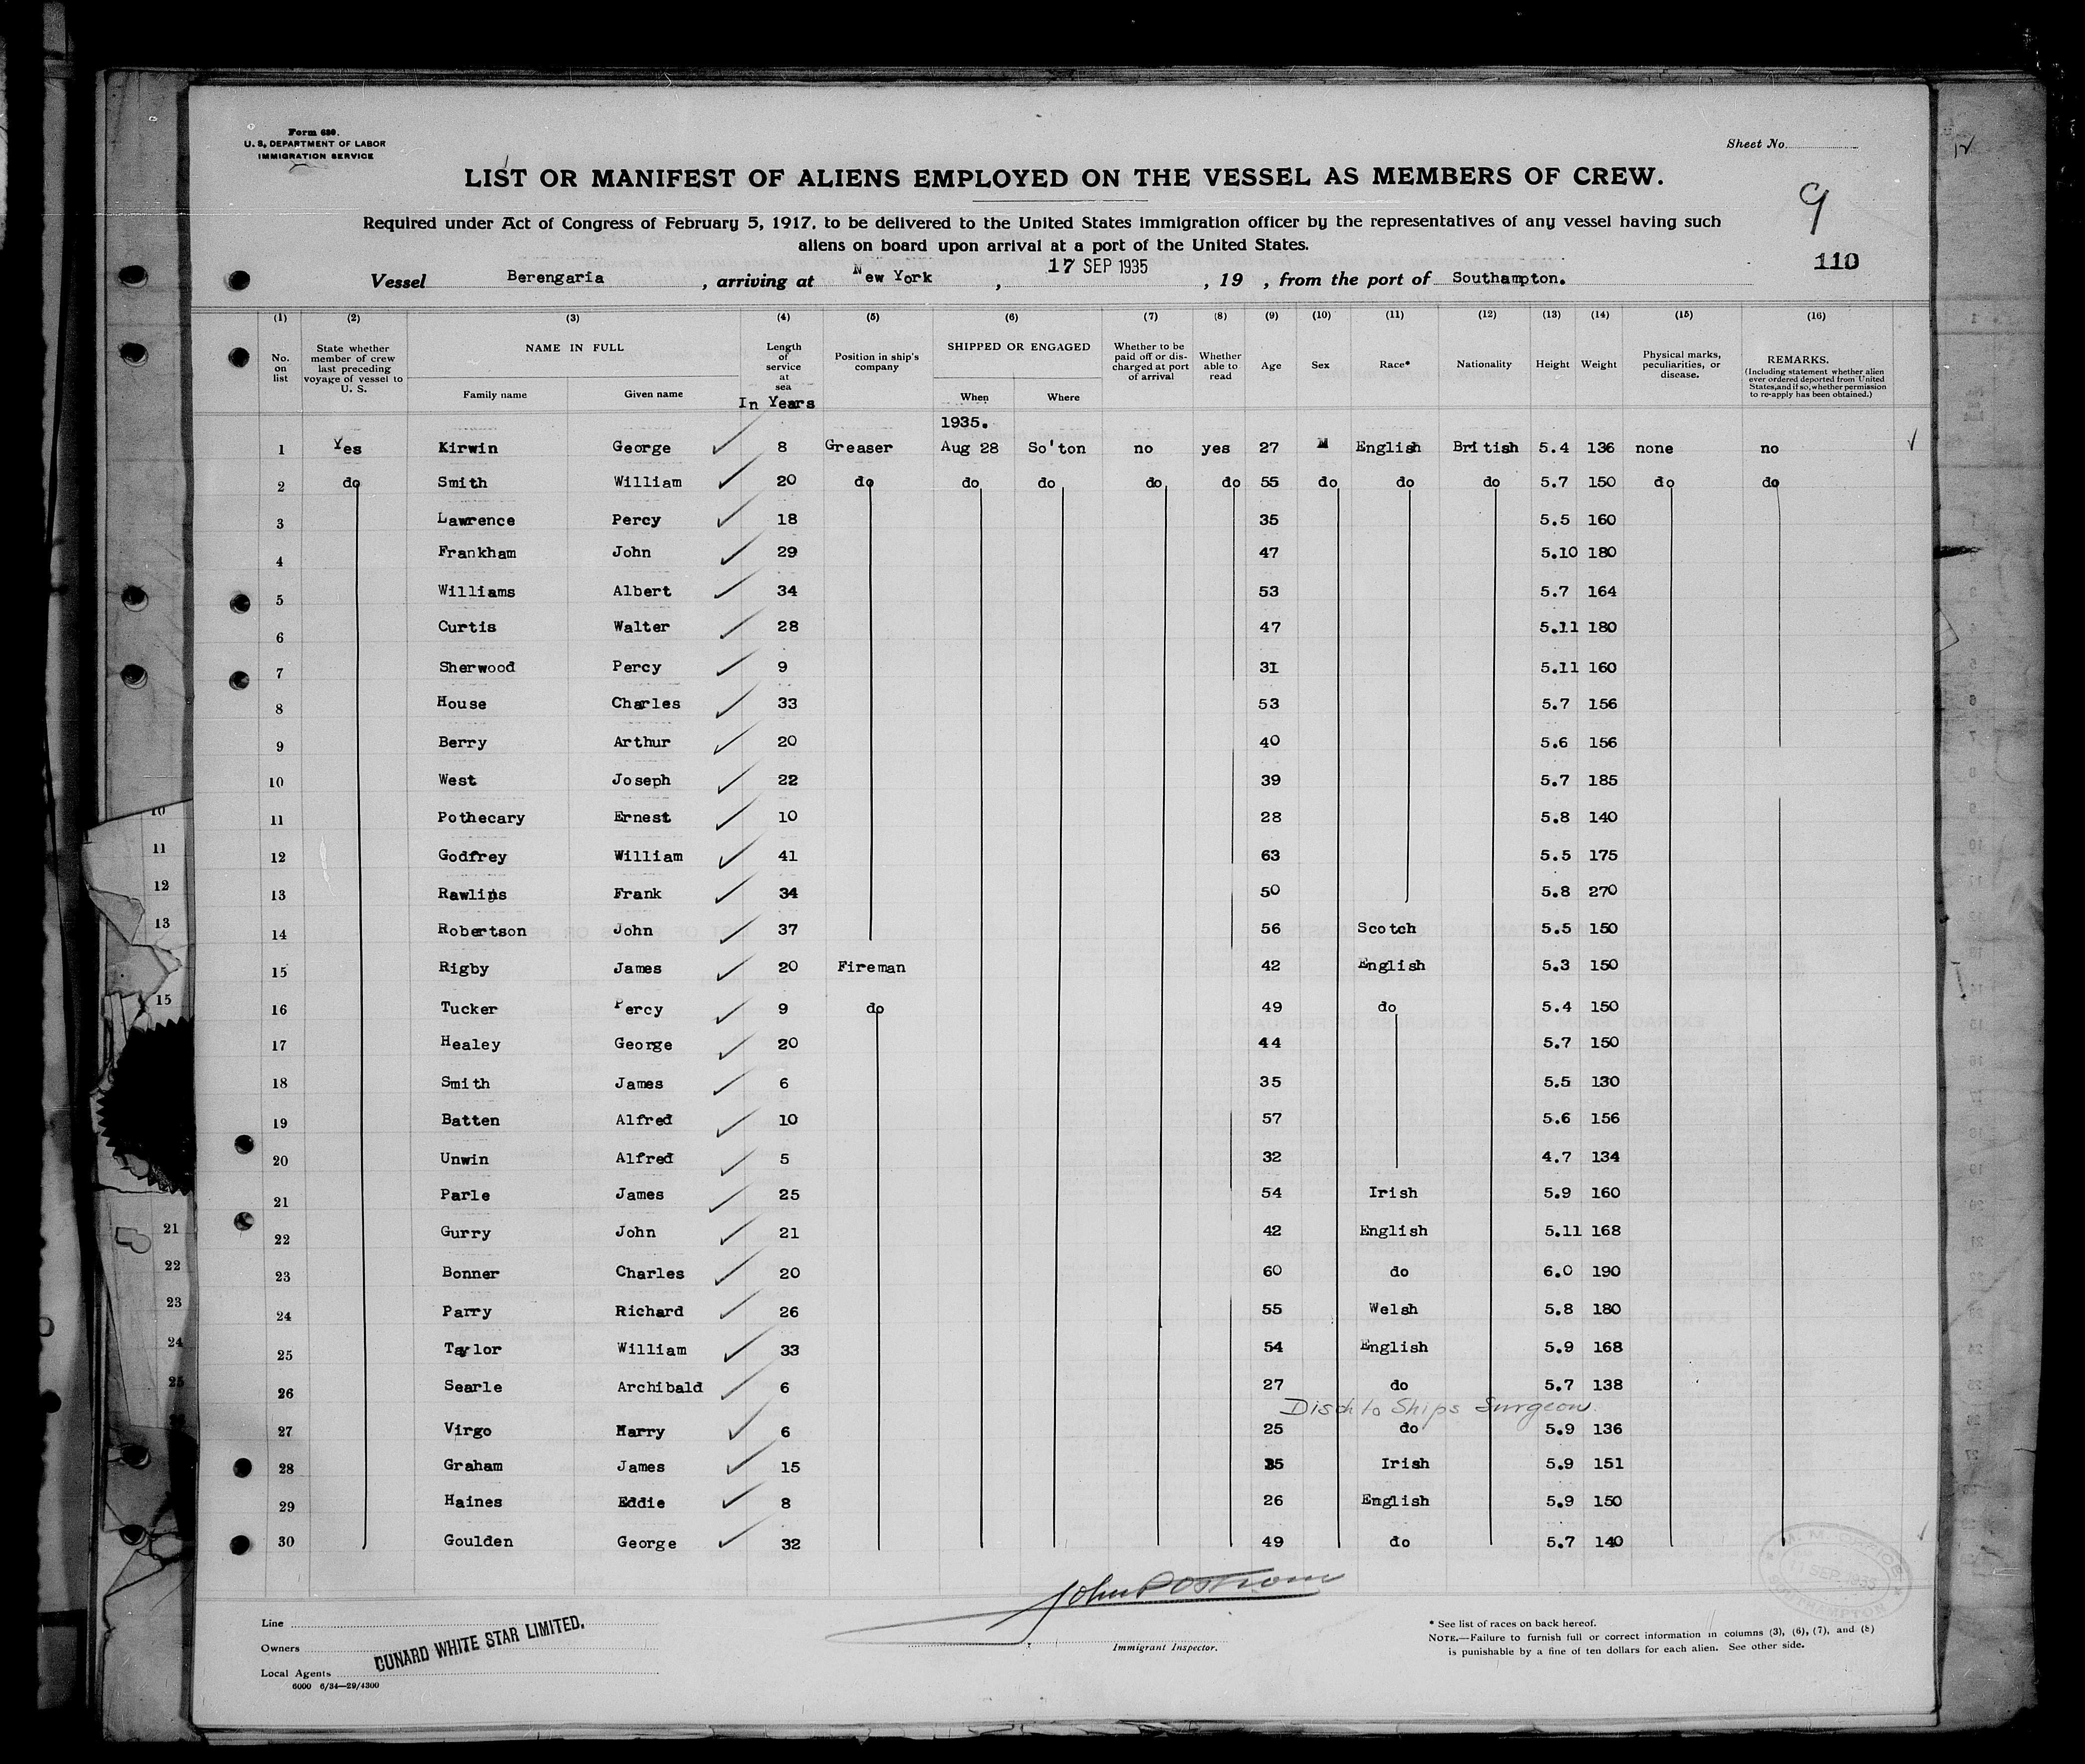 Form 680.
U. S. DEPARTMENT OF LABOR
IMMIGRATION SERVICE
Sheet No.
LIST OR MANIFEST OF ALIENS EMPLOYED ON THE VESSEL AS MEMBERS OF CREW.
9
Required under Act of Congress of February 5, 1917, to be delivered to the United States immigration officer by the representatives of any vessel having such
aliens on board upon arrival at a port of the United States.
110
Vessel Berengaria, arriving at New York, 17 SEP 1935, 19 , from the port of Southampton.
(1) (2) (3) (4) (5) (6) (7) (8) (9) (10) (11) (12) (13) (14) (15) (16)
No. on list State whether member of crew last preceding voyage of vessel to U. S. NAME IN FULL Family name Given name Length of service at sea In Years Position in ship's company SHIPPED OR ENGAGED When Where Whether to be paid off or discharged at port of arrival Whether able to read Age Sex Race* Nationality Height Weight Physical marks, peculiarities, or disease. REMARKS. (Including statement whether alien ever ordered deported from United States, and if so, whether permission to re-apply has been obtained.)
1935.
1 Yes Kirwin George 8 Greaser Aug 28 So'ton no yes 27 M English British 5.4 136 none no
2 do Smith William 20 do do do do do 55 do do do 5.7 150 do do
3 Lawrence Percy 18 35 5.5 160
4 Frankham John 29 47 5.10 180
5 Williams Albert 34 53 5.7 164
6 Curtis Walter 28 47 5.11 180
7 Sherwood Percy 9 31 5.11 160
8 House Charles 33 53 5.7 156
9 Berry Arthur 20 40 5.6 156
10 West Joseph 22 39 5.7 185
11 Pothecary Ernest 10 28 5.8 140
12 Godfrey William 41 63 5.5 175
13 Rawlins Frank 34 50 5.8 270
14 Robertson John 37 56 Scotch 5.5 150
15 Rigby James 20 Fireman 42 English 5.3 150
16 Tucker Percy 9 do 49 do 5.4 150
17 Healey George 20 44 5.7 150
18 Smith James 6 35 5.5 130
19 Batten Alfred 10 57 5.6 156
20 Unwin Alfred 5 32 4.7 134
21 Parle James 25 54 Irish 5.9 160
22 Gurry John 21 42 English 5.11 168
23 Bonner Charles 20 60 do 6.0 190
24 Parry Richard 26 55 Welsh 5.8 180
25 Taylor William 33 54 English 5.9 168
26 Searle Archibald 6 27 do 5.7 138
Disch to Ships Surgeon
27 Virgo Harry 6 25 do 5.9 136
28 Graham James 15 35 Irish 5.9 151
29 Haines Eddie 8 26 English 5.9 150
30 Goulden George 32 49 do 5.7 140
Line
Owners CUNARD WHITE STAR LIMITED.
Local Agents
6000 6/34—29/4300
Immigrant Inspector.
* See list of races on back hereof.
NOTE.—Failure to furnish full or correct information in columns (3), (6), (7), and (8)
is punishable by a fine of ten dollars for each alien. See other side.
M. M. OFFICE
11 SEP 1935
SOUTHAMPTON
10
11
12
13
15
21
22
23
24
25